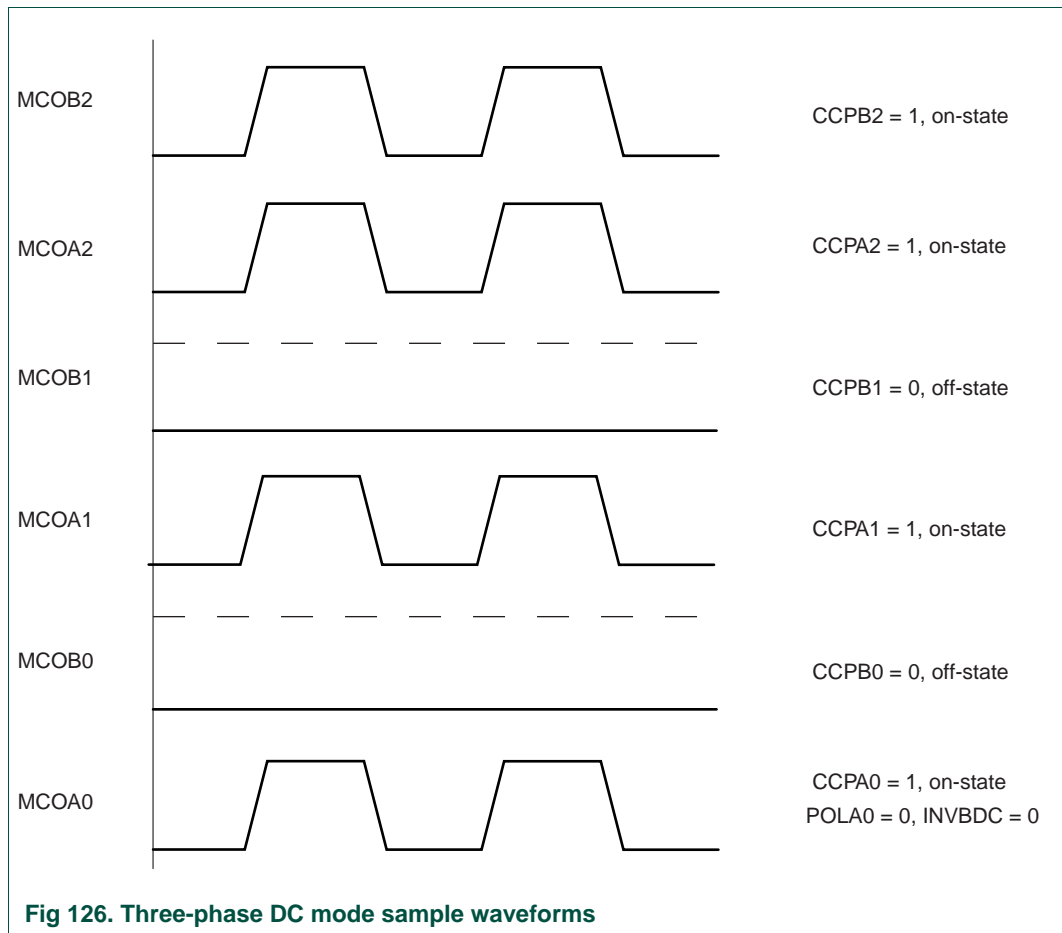 MCOB2
CCPB2 = 1, on-state
MCOA2
CCPA2 = 1, on-state
MCOB1
CCPB1 = 0, off-state
MCOA1
CCPA1 = 1, on-state
MCOB0
CCPB0 = 0, off-state
MCOA0
CCPA0 = 1, on-state
POLA0 = 0, INVBDC = 0
Fig 126. Three-phase DC mode sample waveforms